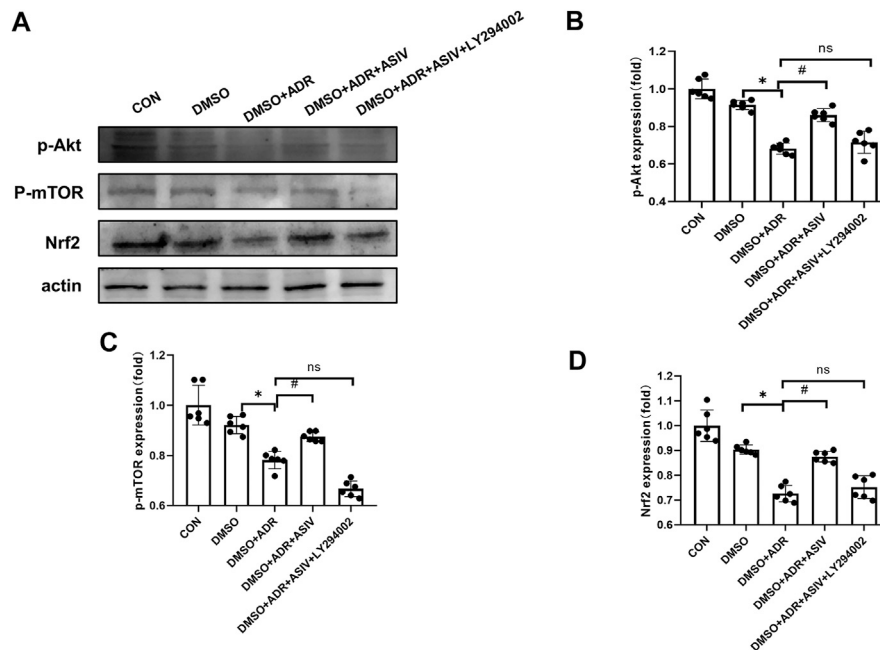 A
CON
DMSO
DMSO+ADR
DMSO+ADR+ASIV
DMSO+ADR+ASIV+LY294002
p-Akt
P-mTOR
Nrf2
actin
B
p-Akt expression(fold)
1.2
1.0
0.8
0.6
0.4
*
#
ns
CON
DMSO
DMSO+ADR
DMSO+ADR+ASIV
DMSO+ADR+ASIV+LY294002
C
p-mTOR expression(fold)
1.2
1.0
0.8
0.6
*
#
ns
CON
DMSO
DMSO+ADR
DMSO+ADR+ASIV
DMSO+ADR+ASIV+LY294002
D
Nrf2 expression(fold)
1.2
1.1
1.0
0.9
0.8
0.7
0.6
*
#
ns
CON
DMSO
DMSO+ADR
DMSO+ADR+ASIV
DMSO+ADR+ASIV+LY294002